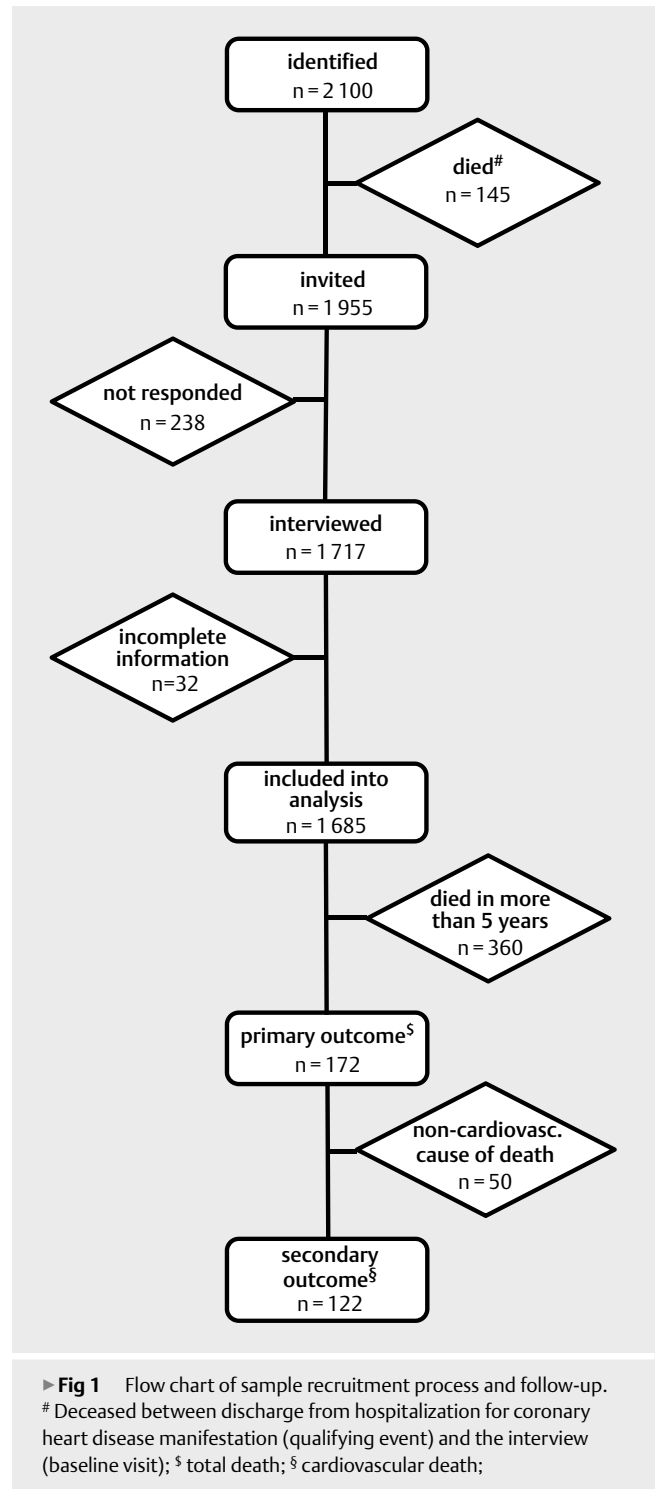 identified
n = 2 100
died#
n = 145
invited
n = 1 955
not responded
n = 238
interviewed
n = 1 717
incomplete
information
n=32
included into
analysis
n = 1 685
died in more
than 5 years
n = 360
primary outcome$
n = 172
non-cardiovasc.
cause of death
n = 50
secondary
outcome§
n = 122
▶Fig 1 Flow chart of sample recruitment process and follow-up.
# Deceased between discharge from hospitalization for coronary
heart disease manifestation (qualifying event) and the interview
(baseline visit); $ total death; § cardiovascular death;